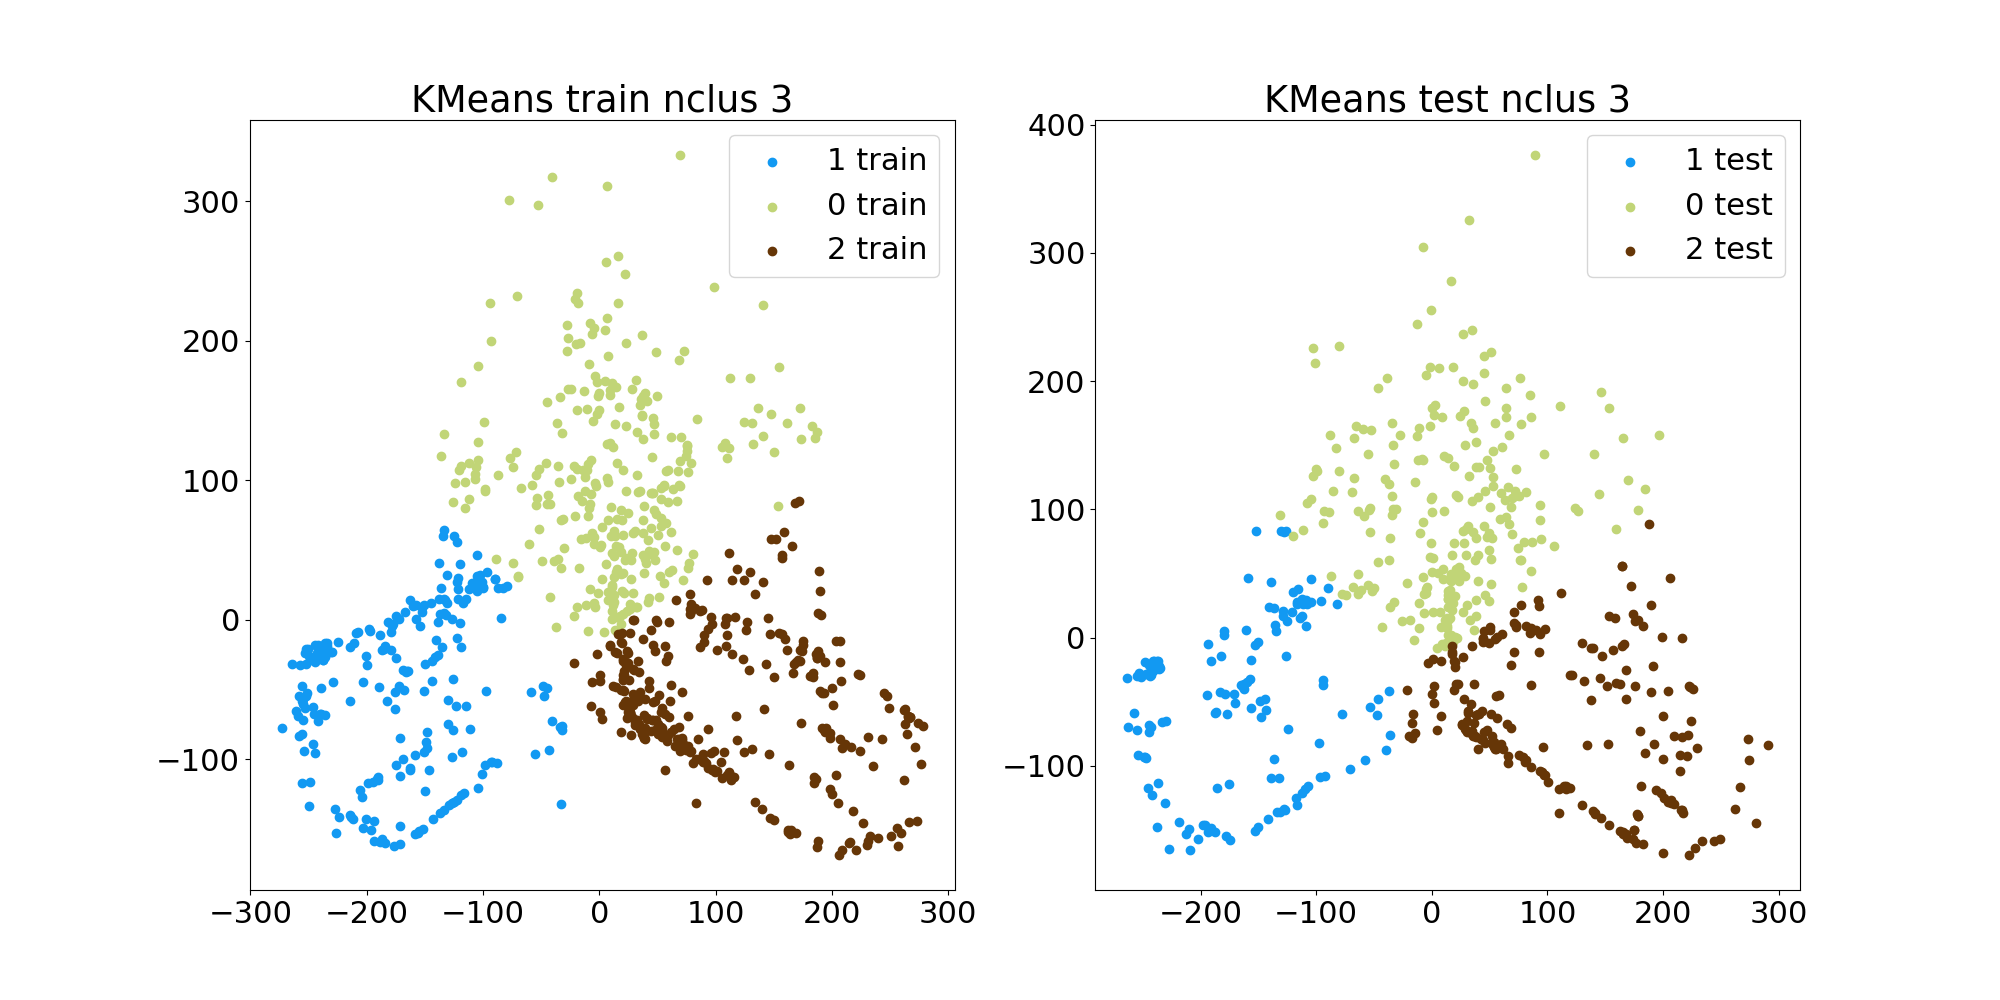 KMeans train nclus 3
300
200
100
0
−100
−300 −200 −100 0 100 200 300
1 train
0 train
2 train
KMeans test nclus 3
400
300
200
100
0
−100
−200 −100 0 100 200 300
1 test
0 test
2 test